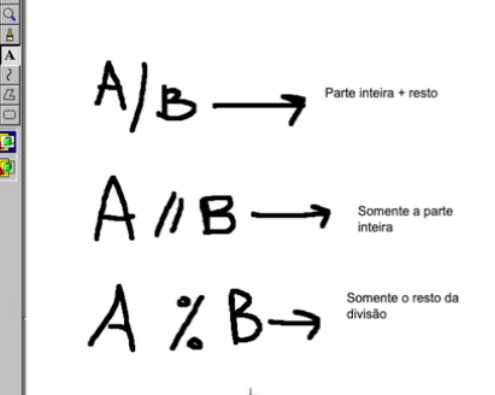 A/B → Parte inteira + resto
A // B → Somente a parte
inteira
A % B → Somente o resto da
divisão